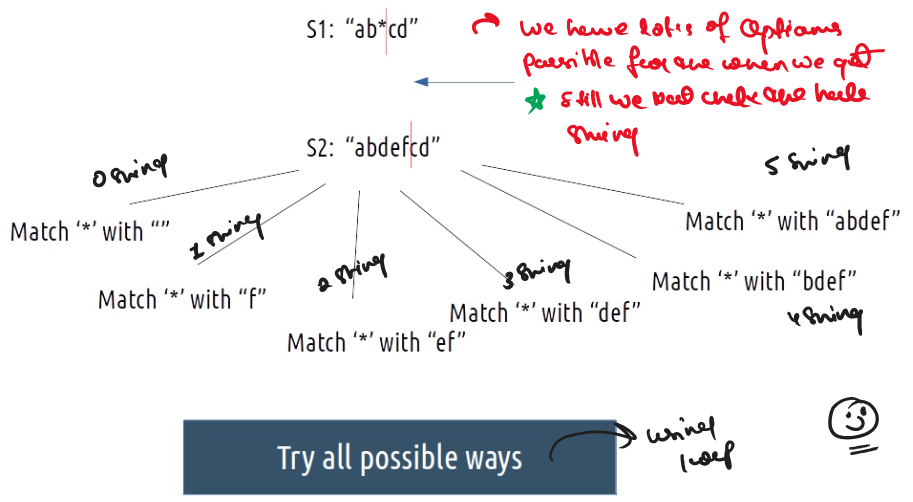 S1: “ab*cd”
we have lots of options
possible for one when we get
★ still we don't check one whole
string
S2: “abdefcd”
0 string
5 string
Match ‘*’ with “”
1 string
Match ‘*’ with “abdef”
2 string
3 string
Match ‘*’ with “bdef”
Match ‘*’ with “f”
Match ‘*’ with “def”
4 string
Match ‘*’ with “ef”
Try all possible ways
using
loop